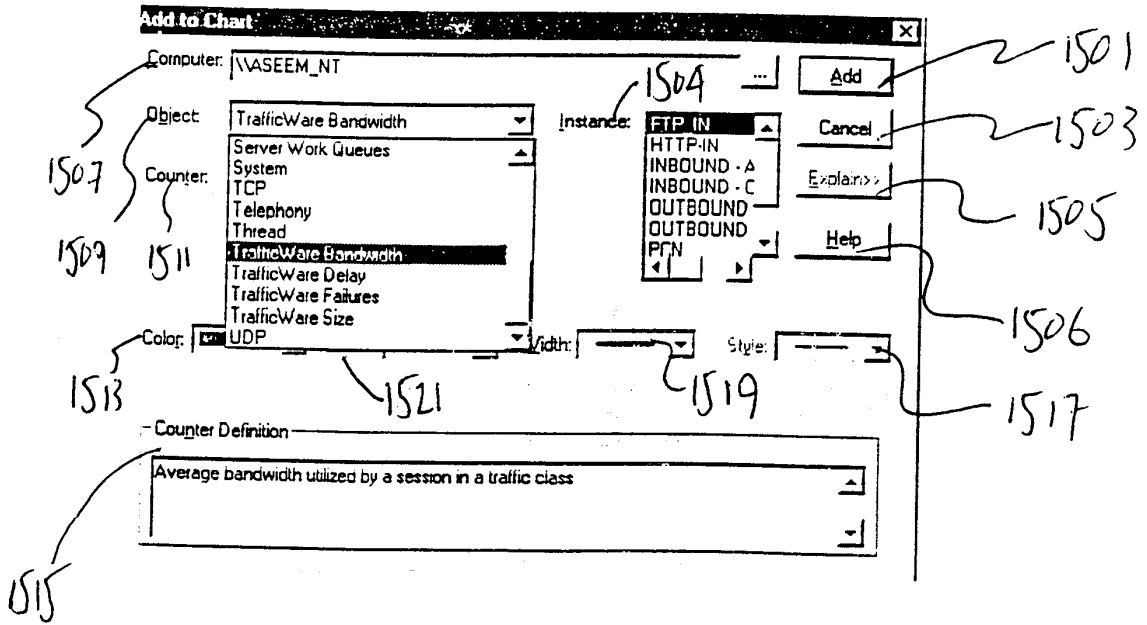 Add to Chart
Computer: \\ASEEM_NT ... Add
1501
1504
Object: TrafficWare Bandwidth Instance: FTP-IN Cancel
1503
Server Work Queues HTTP-IN
System INBOUND - A
1507
Counter: TCP INBOUND - C Explain>>
Telephony OUTBOUND
1505
Thread OUTBOUND
TrafficWare Bandwidth PCN Help
1509 1511
TrafficWare Delay
TrafficWare Failures
TrafficWare Size
1506
Color: UDP Width: Style:
1513 1521 1519 1517
Counter Definition
Average bandwidth utilized by a session in a traffic class
1515